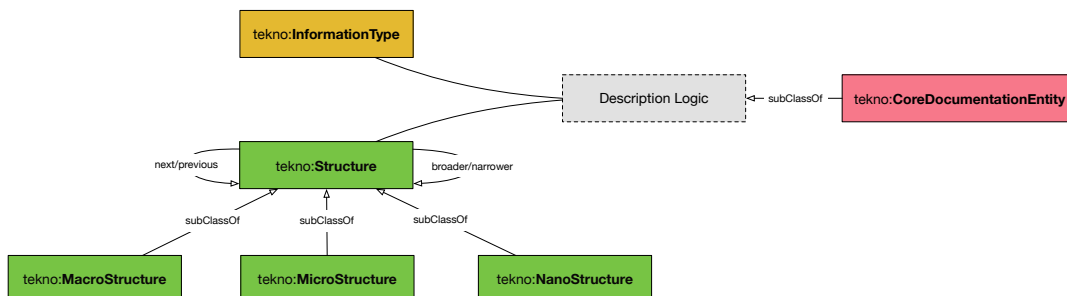 tekno:InformationType
Description Logic
subClassOf
tekno:CoreDocumentationEntity
next/previous
tekno:Structure
broader/narrower
subClassOf
subClassOf
subClassOf
tekno:MacroStructure
tekno:MicroStructure
tekno:NanoStructure